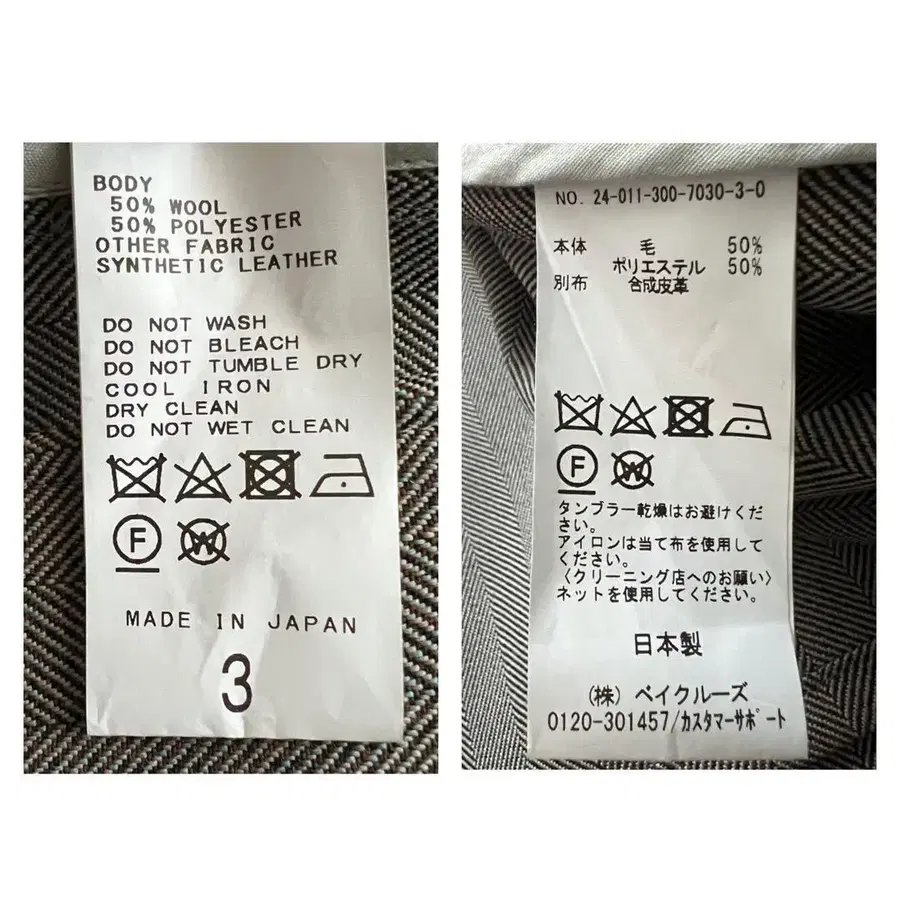 BODY
50% WOOL
50% POLYESTER
OTHER FABRIC
SYNTHETIC LEATHER
DO NOT WASH
DO NOT BLEACH
DO NOT TUMBLE DRY
COOL IRON
DRY CLEAN
DO NOT WET CLEAN
F W
MADE IN JAPAN
3
NO. 24-011-300-7030-3-0
本体 毛 50%
ポリエステル 50%
別布 合成皮革
F W
タンブラー乾燥はお避けくだ
さい。
アイロンは当て布を使用して
ください。
〈クリーニング店へのお願い〉
ネットを使用してください。
日本製
(株) ベイクルーズ
0120-301457/カスタマーサポート